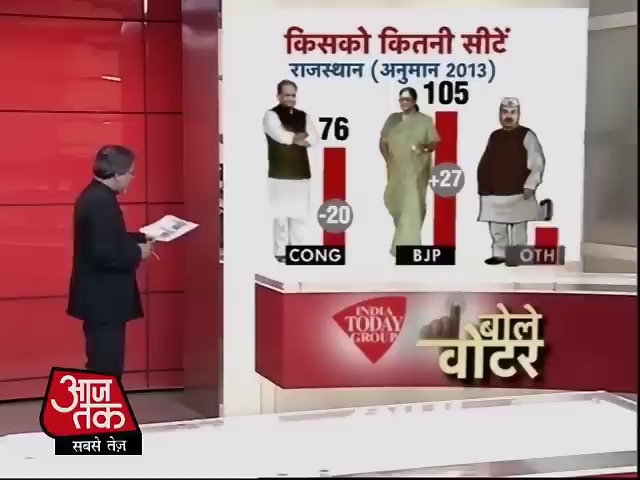 किसको कितनी सीटें
राजस्थान (अनुमान 2013)
76
105
-20
+27
CONG
BJP
OTH
INDIA
TODAY
GROUP
बोले
वोटर
आज
तक
सबसे तेज़